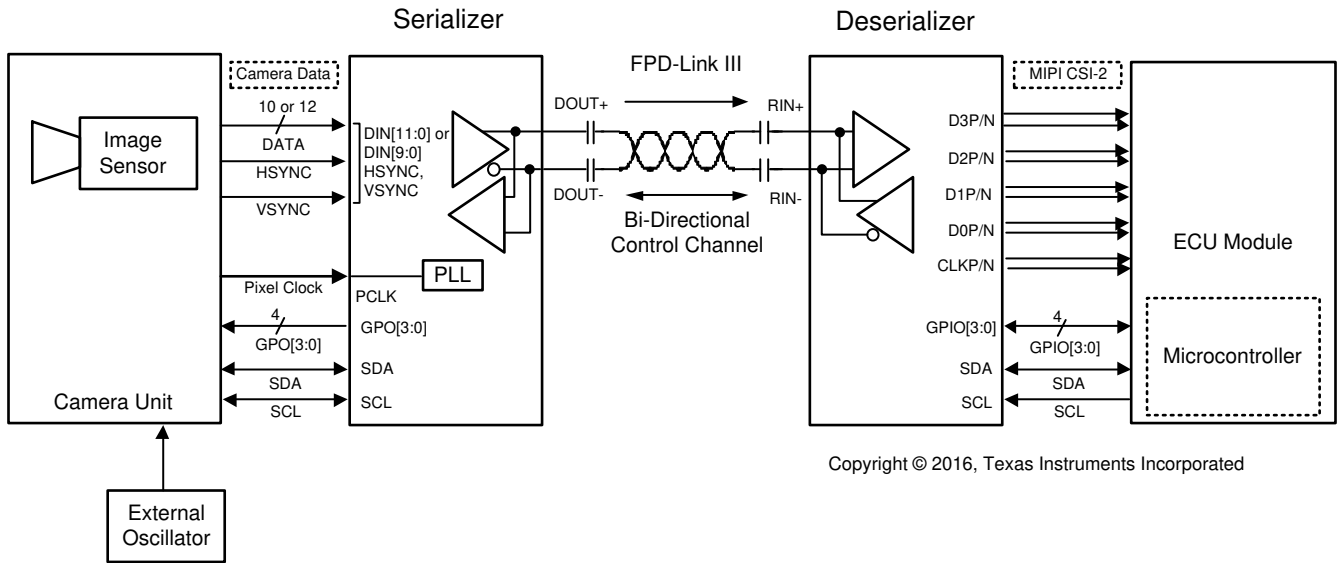 Serializer
Deserializer
Camera Data
FPD-Link III
MIPI CSI-2
10 or 12
DATA
HSYNC
VSYNC
Image
Sensor
DIN[11:0] or
DIN[9:0]
HSYNC,
VSYNC
DOUT+
DOUT-
RIN+
RIN-
Bi-Directional
Control Channel
D3P/N
D2P/N
D1P/N
D0P/N
CLKP/N
ECU Module
Pixel Clock
PCLK
PLL
4
GPO[3:0]
GPO[3:0]
SDA
SDA
SCL
SCL
Camera Unit
GPIO[3:0]
4
GPIO[3:0]
SDA
SDA
SCL
SCL
Microcontroller
Copyright © 2016, Texas Instruments Incorporated
External
Oscillator